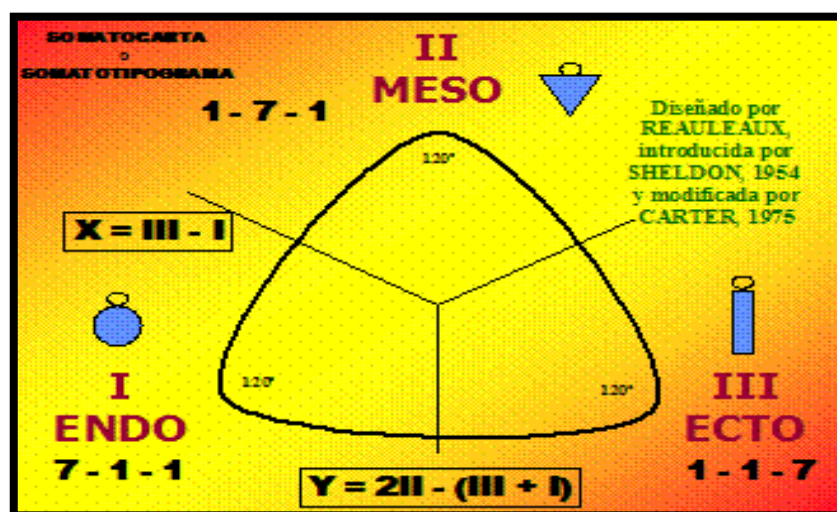 SOMATOCARTA
o
SOMATOTIPOGRAMA
II
MESO
1 - 7 - 1
Diseñado por
REAULEAUX,
introducida por
SHELDON, 1954
y modificada por
CARTER, 1975
120°
X = III - I
120°
120°
I
ENDO
7 - 1 - 1
III
ECTO
1 - 1 - 7
Y = 2II - (III + I)